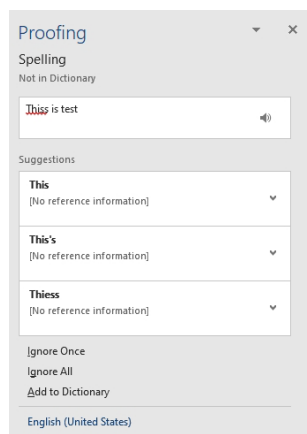 Proofing
Spelling
Not in Dictionary
Thiss is test
Suggestions
This
[No reference information]
This's
[No reference information]
Thiess
[No reference information]
Ignore Once
Ignore All
Add to Dictionary
English (United States)